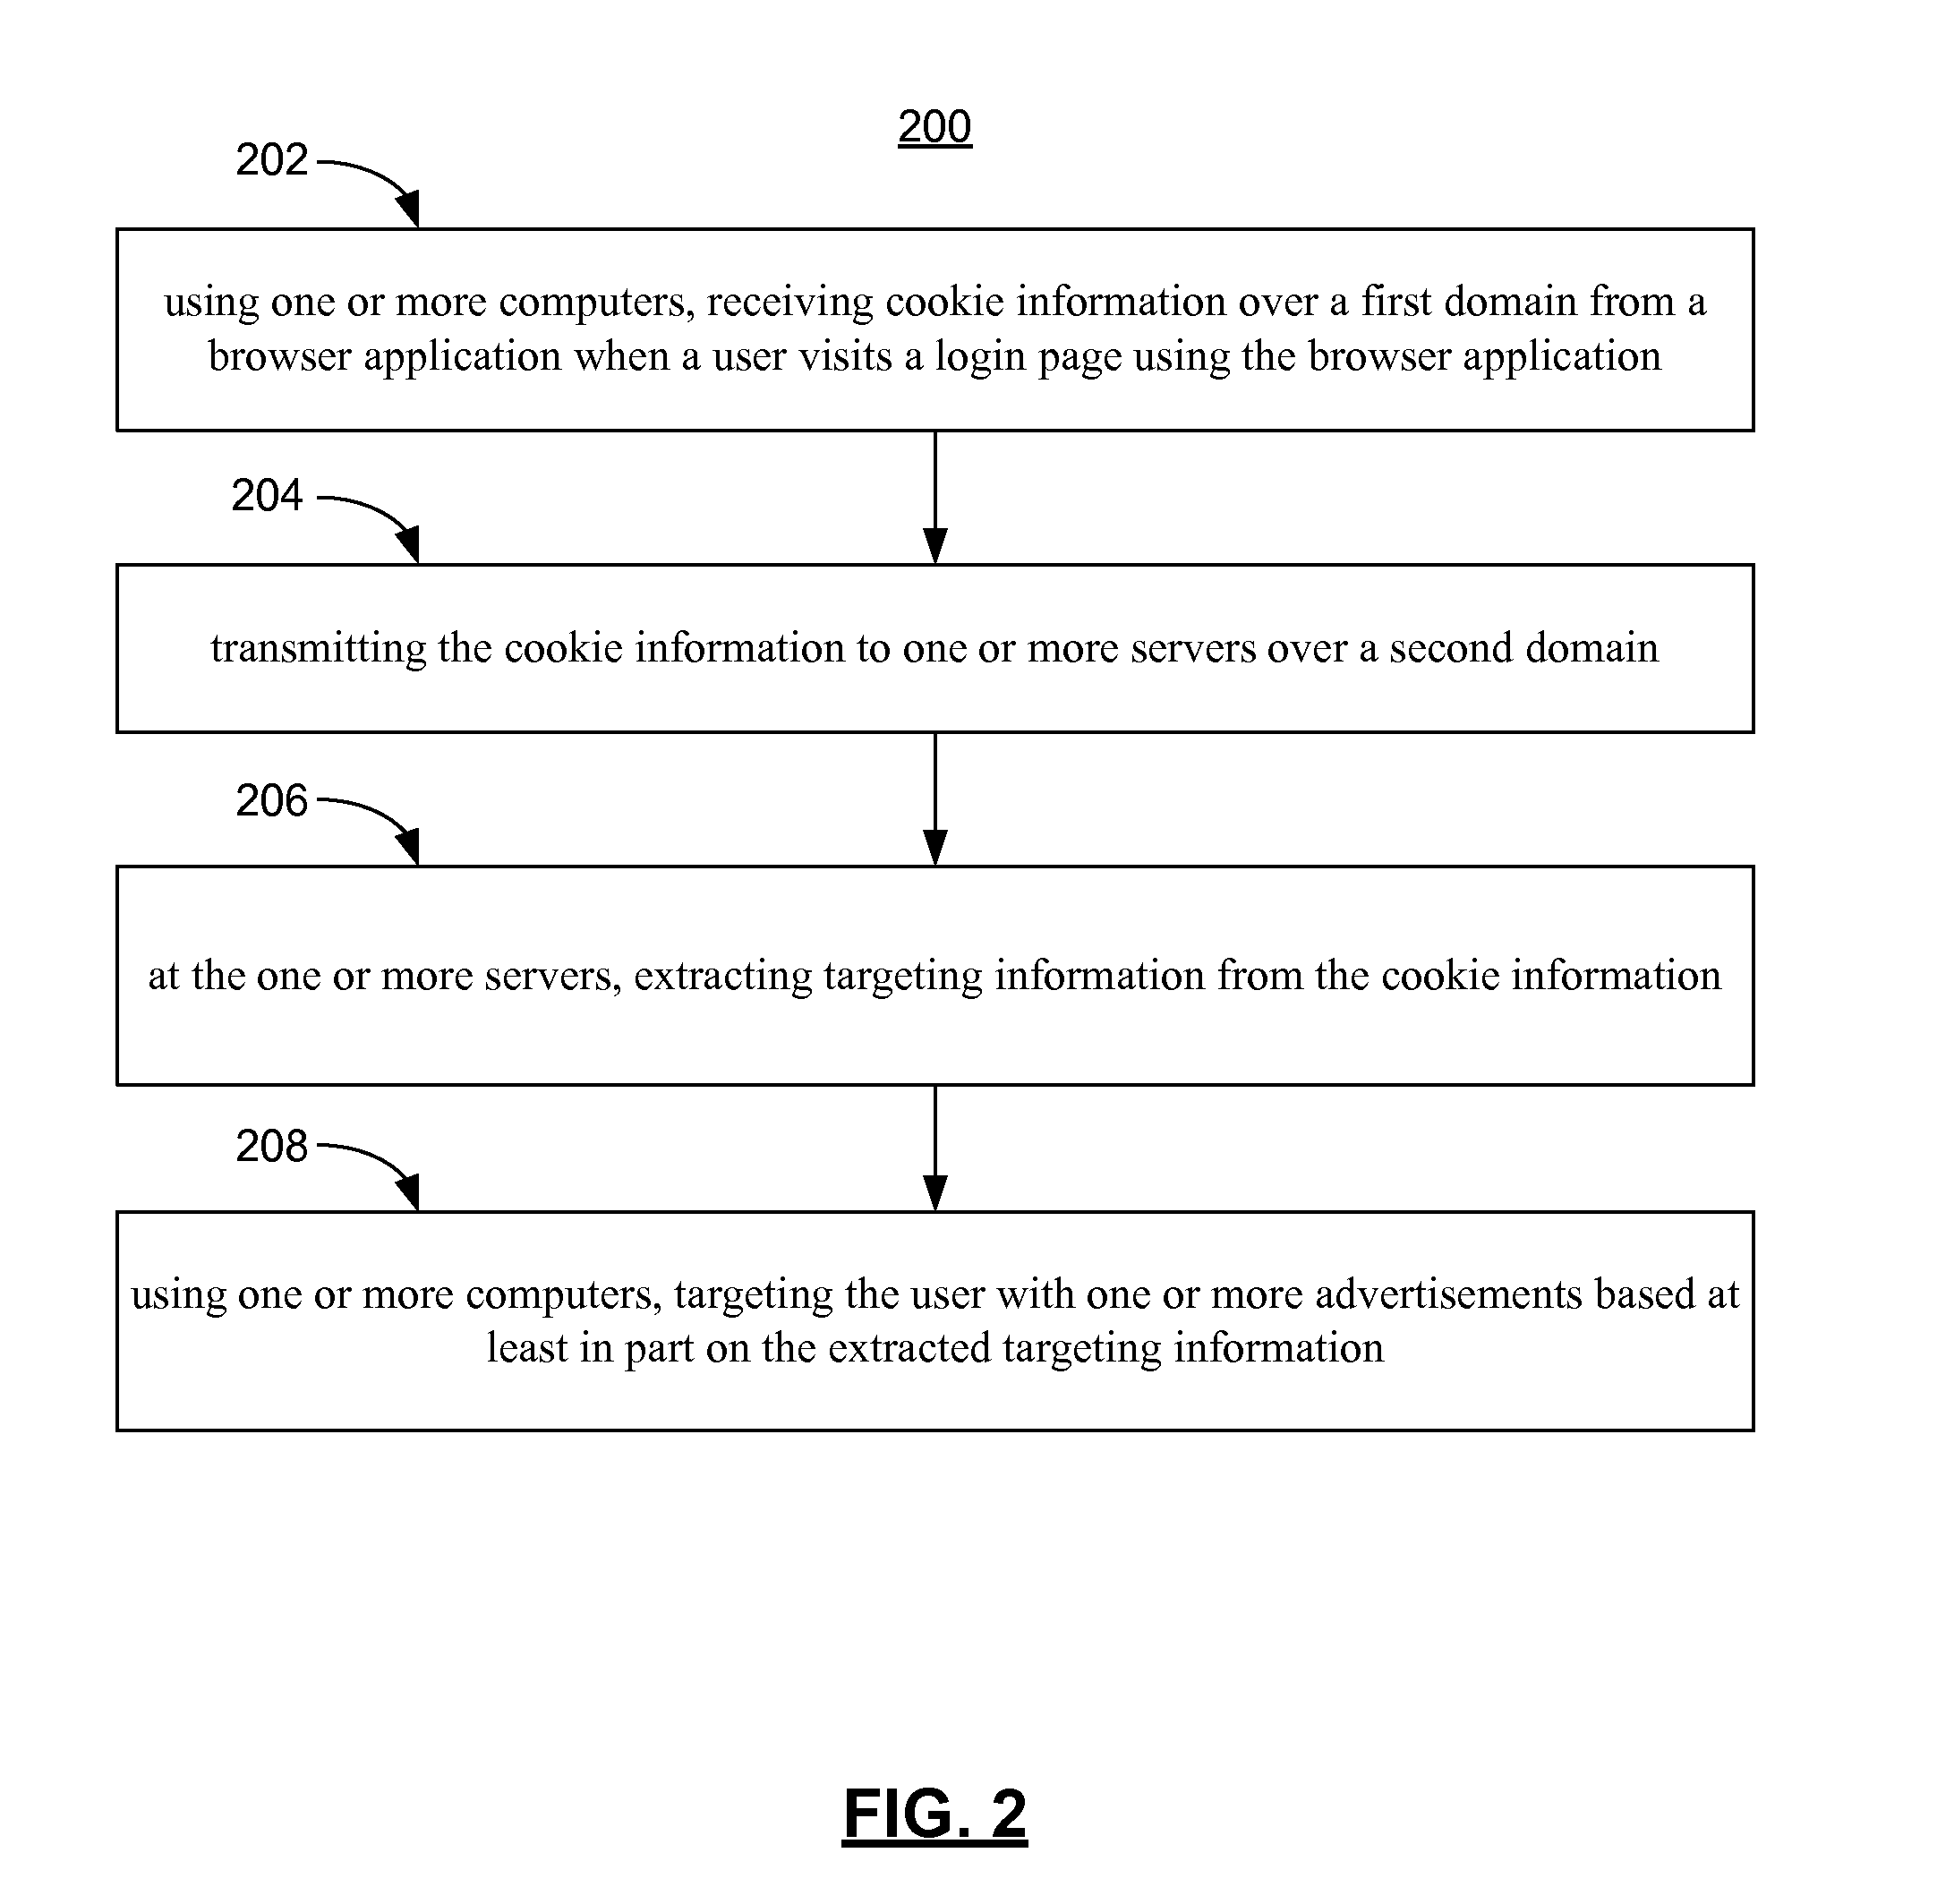 200
202
using one or more computers, receiving cookie information over a first domain from a
browser application when a user visits a login page using the browser application
204
transmitting the cookie information to one or more servers over a second domain
206
at the one or more servers, extracting targeting information from the cookie information
208
using one or more computers, targeting the user with one or more advertisements based at
least in part on the extracted targeting information
FIG. 2